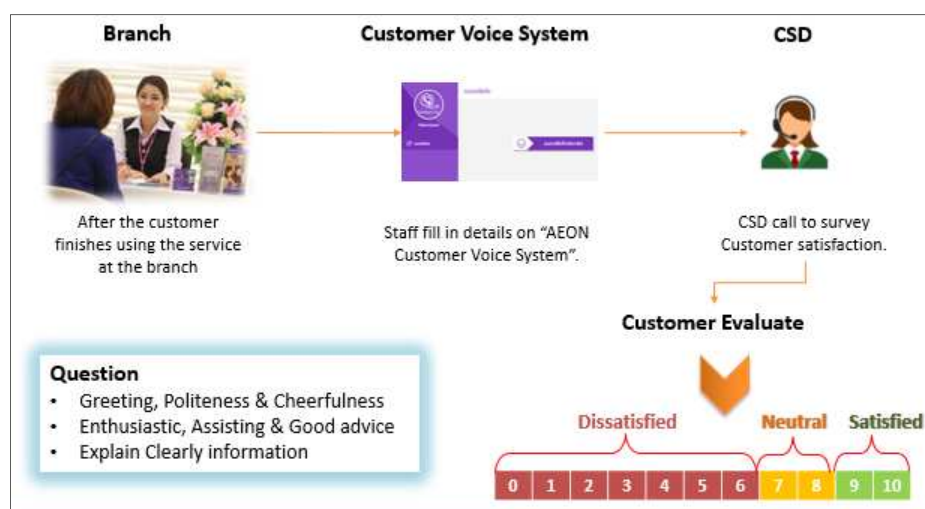 Branch
Customer Voice System
CSD
After the customer
finishes using the service
at the branch
Staff fill in details on “AEON
Customer Voice System”.
CSD call to survey
Customer satisfaction.
Customer Evaluate
Question
• Greeting, Politeness & Cheerfulness
• Enthusiastic, Assisting & Good advice
• Explain Clearly information
Dissatisfied Neutral Satisfied
0 1 2 3 4 5 6 7 8 9 10